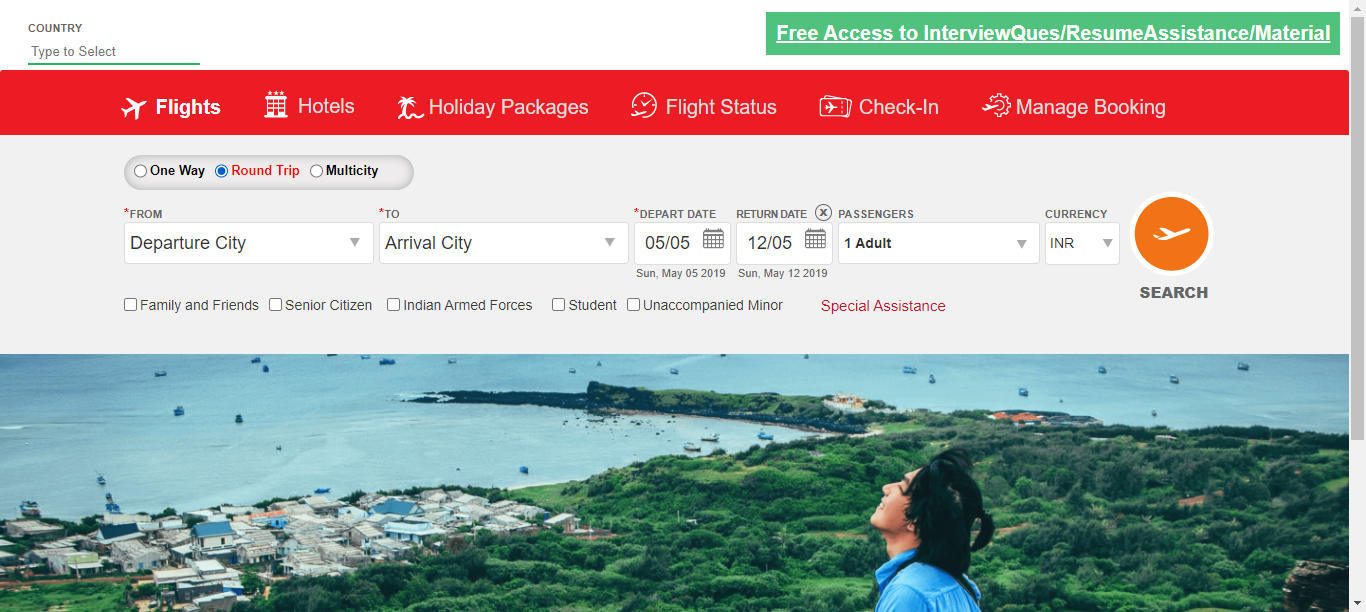 COUNTRY
Type to Select
Free Access to InterviewQues/ResumeAssistance/Material
Flights Hotels Holiday Packages Flight Status Check-In Manage Booking
One Way Round Trip Multicity
*FROM *TO *DEPART DATE RETURN DATE X PASSENGERS CURRENCY
Departure City Arrival City 05/05 12/05 1 Adult INR
Sun, May 05 2019 Sun, May 12 2019
SEARCH
Family and Friends Senior Citizen Indian Armed Forces Student Unaccompanied Minor Special Assistance